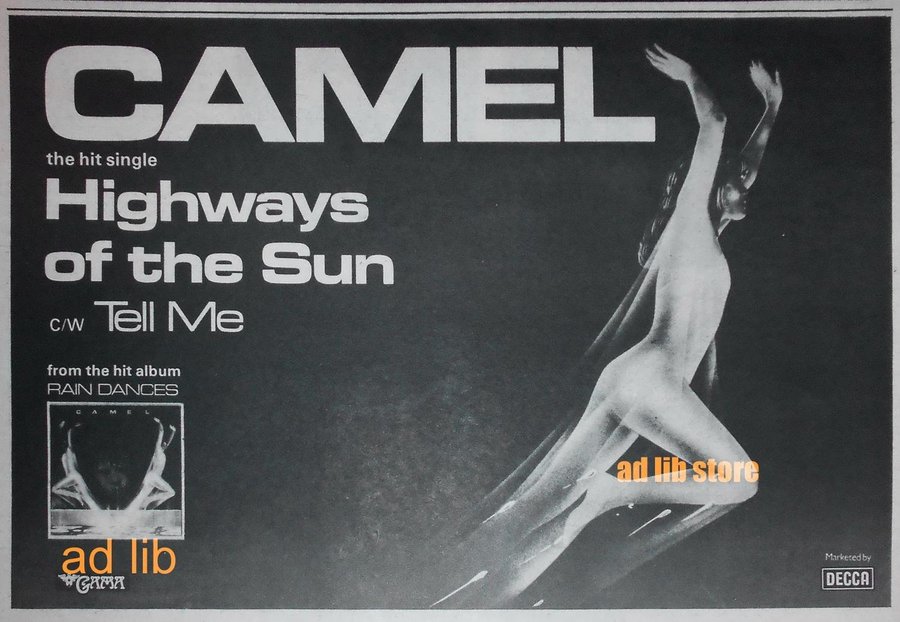 CAMEL
the hit single
Highways
of the Sun
c/w Tell Me
from the hit album
RAIN DANCES
CAMEL
ad lib
GAMA
ad lib store
Marketed by
DECCA